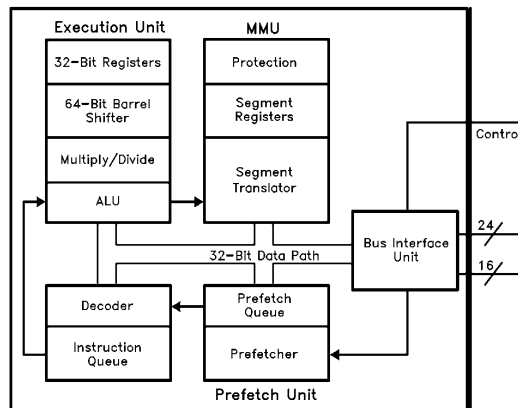 Execution Unit
MMU
32-Bit Registers
64-Bit Barrel
Shifter
Multiply/Divide
ALU
Protection
Segment
Registers
Segment
Translator
Contro
24
16
Bus Interface
Unit
32-Bit Data Path
Decoder
Instruction
Queue
Prefetch
Queue
Prefetcher
Prefetch Unit